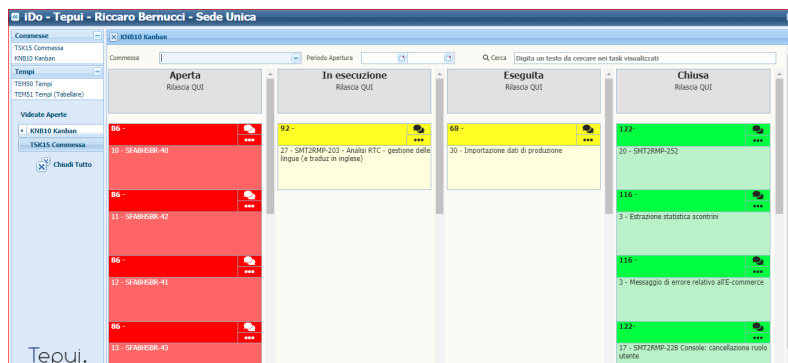 iDo - Tepui - Riccaro Bernucci - Sede Unica
Commesse
TSK15 Commessa
KNB10 Kanban
Tempi
TEM50 Tempi
TEM51 Tempi (Tabellare)
Videate Aperte
KNB10 Kanban
TSK15 Commessa
Chiudi Tutto
Tepui.
KNB10 Kanban
Commessa
Periodo Apertura
Cerca
Digita un testo da cercare nei task visualizzati
Aperta
Rilascia QUI
86 -
10 - SFABHSBR-40
86 -
11 - SFABHSBR-42
86 -
12 - SFABHSBR-41
86 -
13 - SFABHSBR-43
In esecuzione
Rilascia QUI
92 -
27 - SMT2RMP-203 - Analisi RTC - gestione delle
lingue (e traduz in inglese)
Eseguita
Rilascia QUI
68 -
30 - Importazione dati di produzione
Chiusa
Rilascia QUI
122-
20 - SMT2RMP-252
116 -
3 - Estrazione statistica scontrini
116 -
3 - Messaggio di errore relativo all'E-commerce
122-
17 - SMT2RMP-228 Console: cancellazione ruolo
utente